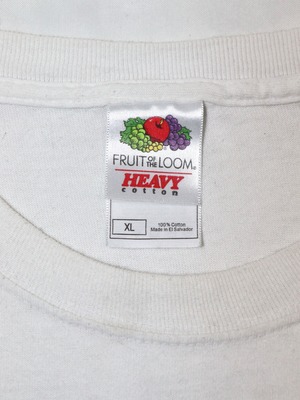 FRUIT OF THE LOOM®
HEAVY
cotton
XL
100% Cotton
Made in El Salvador